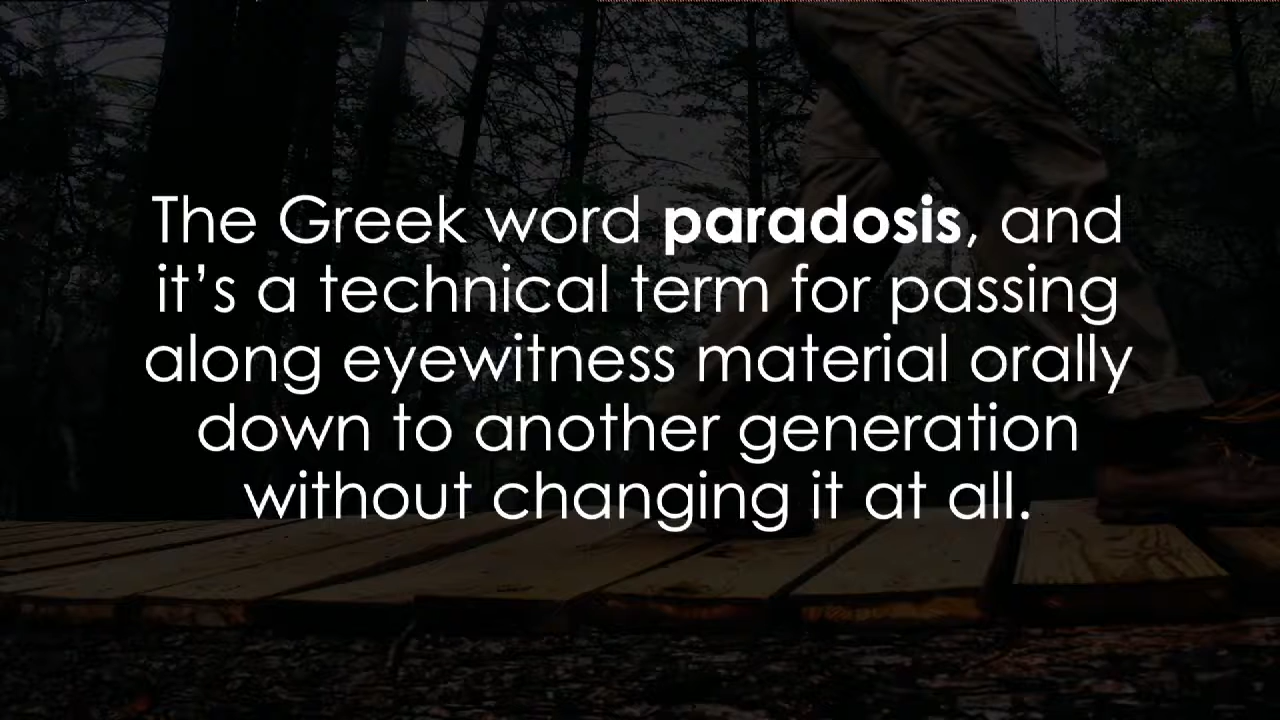 The Greek word paradosis, and
it’s a technical term for passing
along eyewitness material orally
down to another generation
without changing it at all.